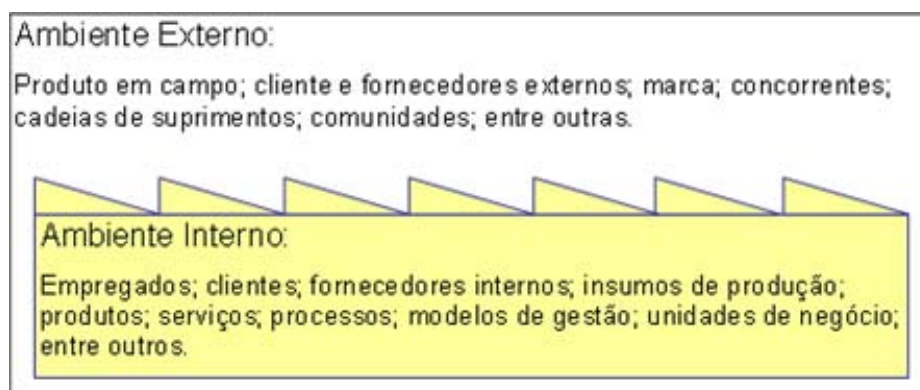 Ambiente Externo:
Produto em campo; cliente e fornecedores externos; marca; concorrentes;
cadeias de suprimentos; comunidades; entre outras.
Ambiente Interno:
Empregados; clientes; fornecedores internos; insumos de produção;
produtos; serviços; processos; modelos de gestão; unidades de negócio;
entre outros.